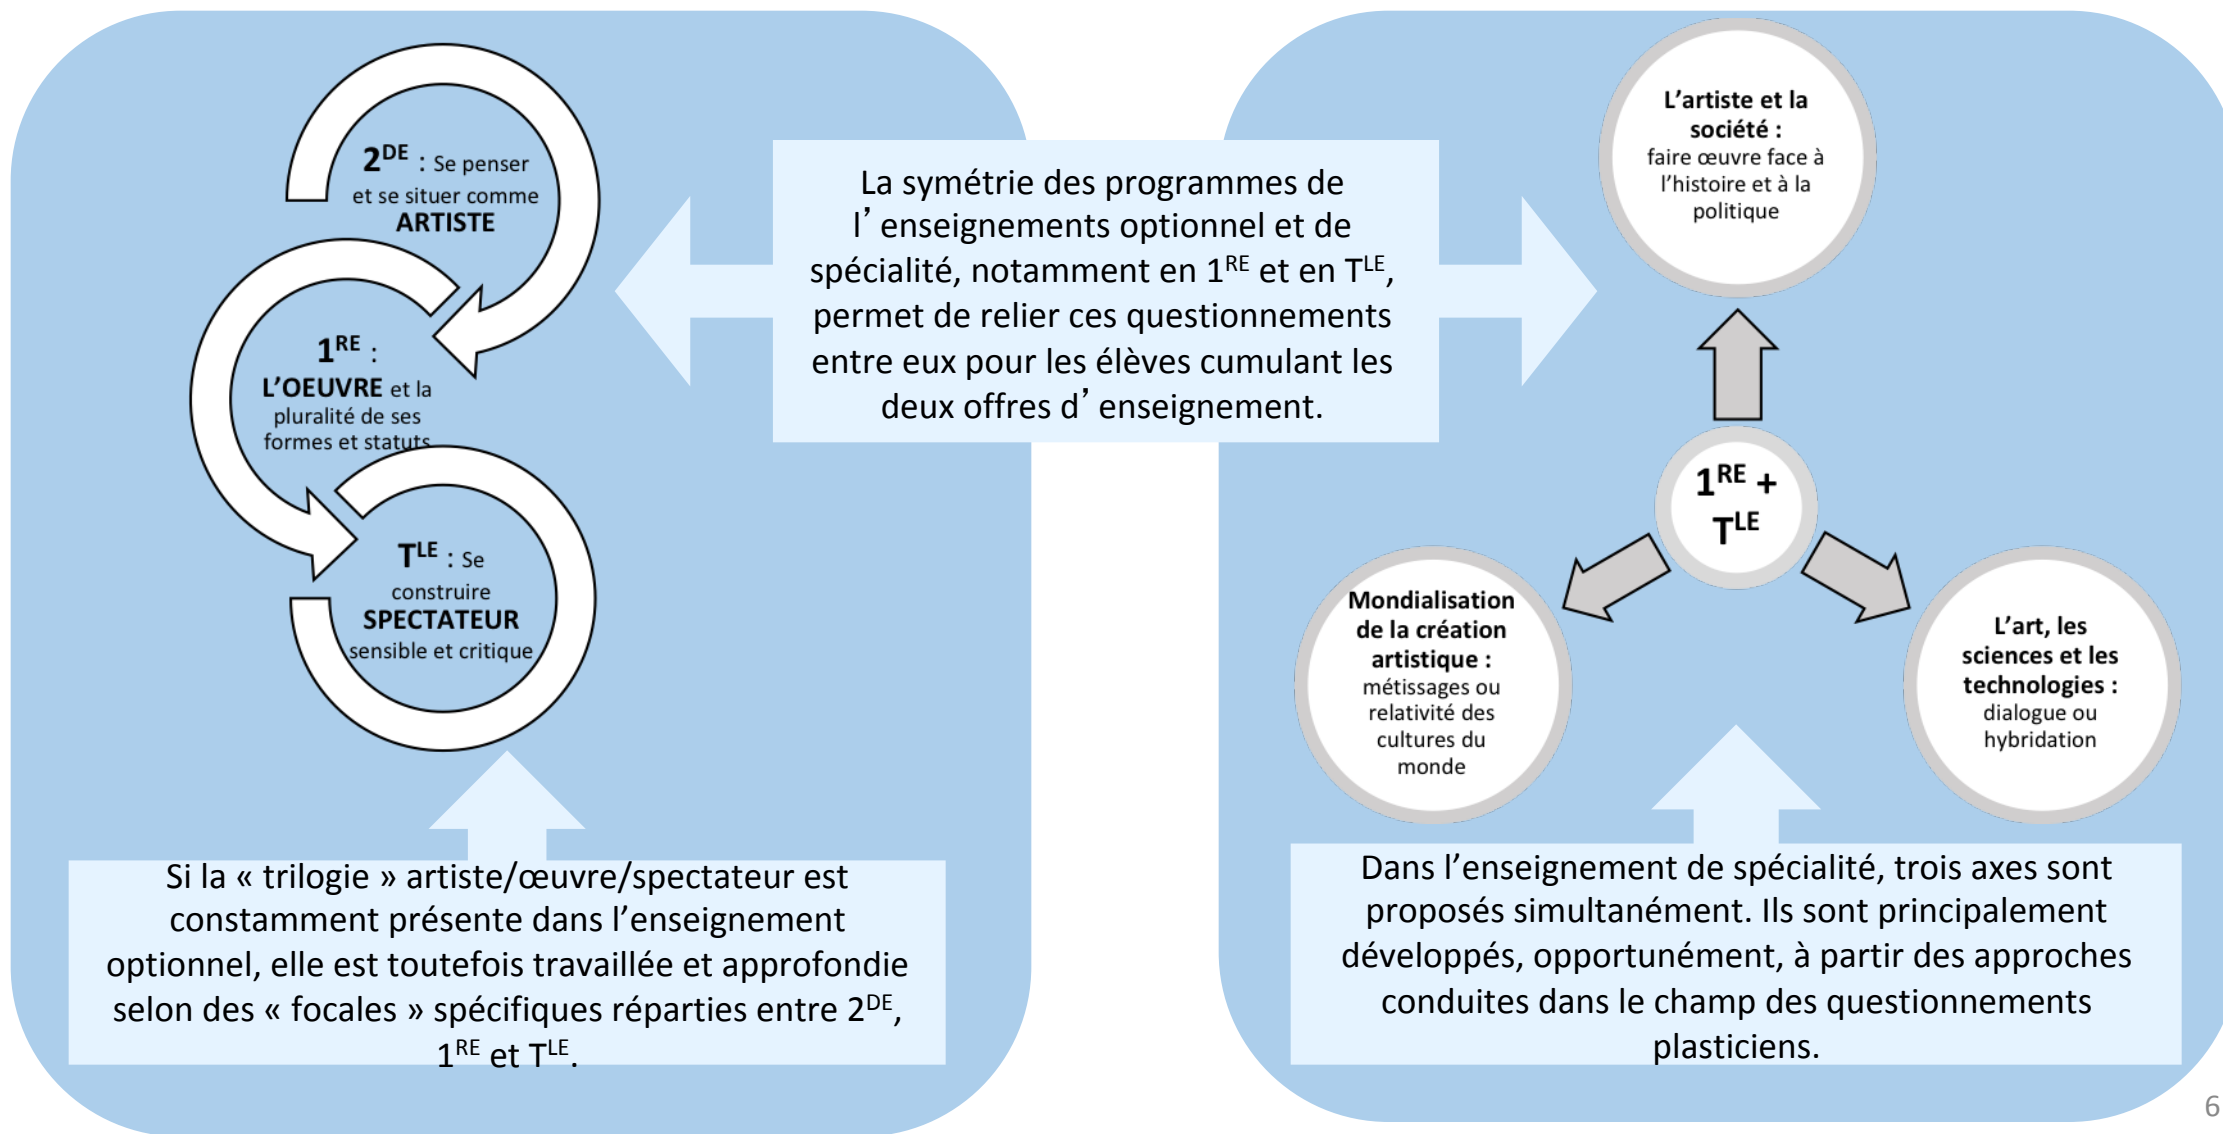 2DE : Se penser
et se situer comme
ARTISTE
1RE :
L’OEUVRE et la
pluralité de ses
formes et statuts
TLE : Se
construire
SPECTATEUR
sensible et critique
La symétrie des programmes de
l’ enseignements optionnel et de
spécialité, notamment en 1RE et en TLE,
permet de relier ces questionnements
entre eux pour les élèves cumulant les
deux offres d’ enseignement.
L’artiste et la
société :
faire œuvre face à
l’histoire et à la
politique
1RE +
TLE
Mondialisation
de la création
artistique :
métissages ou
relativité des
cultures du
monde
L’art, les
sciences et les
technologies :
dialogue ou
hybridation
Si la « trilogie » artiste/œuvre/spectateur est
constamment présente dans l’enseignement
optionnel, elle est toutefois travaillée et approfondie
selon des « focales » spécifiques réparties entre 2DE,
1RE et TLE.
Dans l’enseignement de spécialité, trois axes sont
proposés simultanément. Ils sont principalement
développés, opportunément, à partir des approches
conduites dans le champ des questionnements
plasticiens.
6